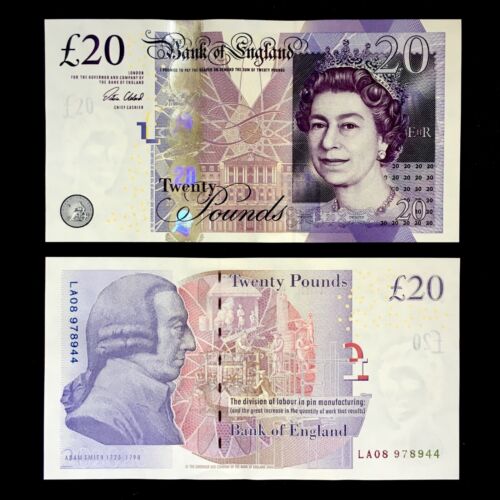 £20
Bank of England
I PROMISE TO PAY THE BEARER ON DEMAND THE SUM OF TWENTY POUNDS
20
LONDON
FOR THE GOVERNOR AND COMPANY OF
THE BANK OF ENGLAND
CHIEF CASHIER
£20
E II R
20
Twenty
Pounds
20
Twenty Pounds
£20
LA08 978944
£20
The division of labour in pin manufacturing:
(and the great increase in the quantity of work that results)
Bank of England
ADAM SMITH 1723-1790
LA08 978944